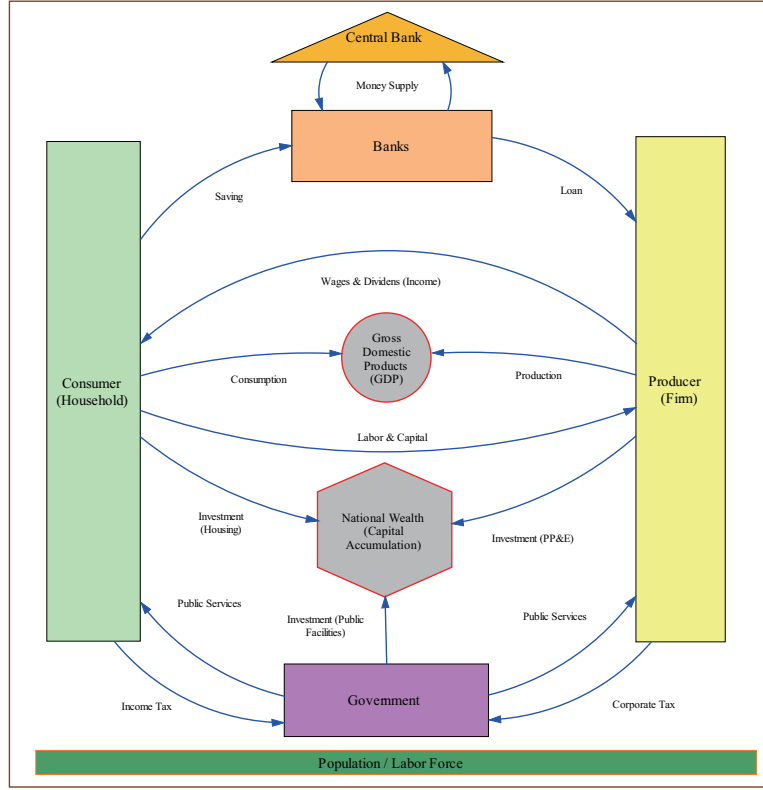 Central Bank
Money Supply
Banks
Saving
Loan
Wages & Dividens (Income)
Gross
Domestic
Products
(GDP)
Consumption
Production
Consumer
(Household)
Producer
(Firm)
Labor & Capital
National Wealth
(Capital
Accumulation)
Investment
(Housing)
Investment (PP&E)
Public Services
Investment (Public
Facilities)
Public Services
Government
Income Tax
Corporate Tax
Population / Labor Force